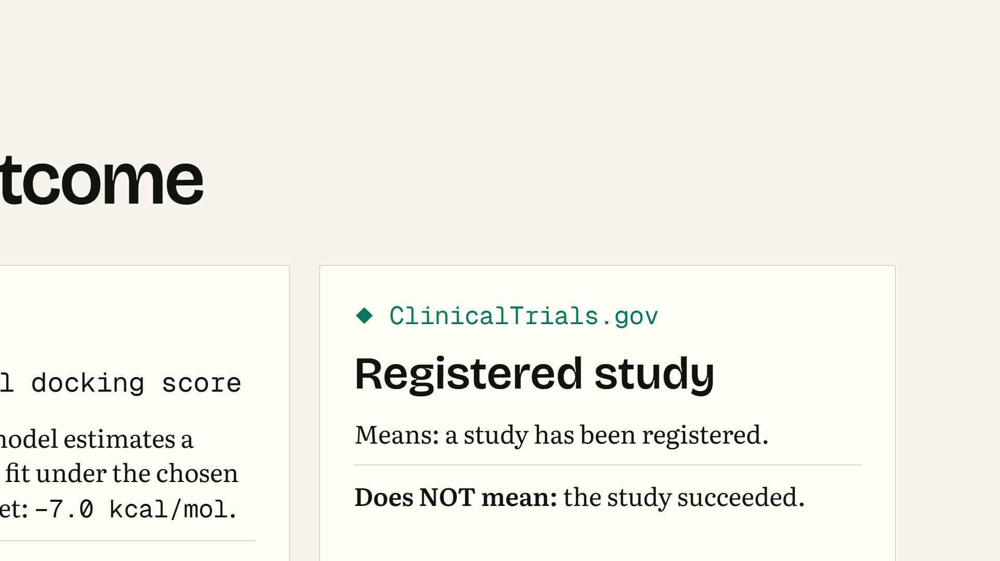 tcome
l docking score
model estimates a
fit under the chosen
et: −7.0 kcal/mol.
ClinicalTrials.gov
Registered study
Means: a study has been registered.
Does NOT mean: the study succeeded.